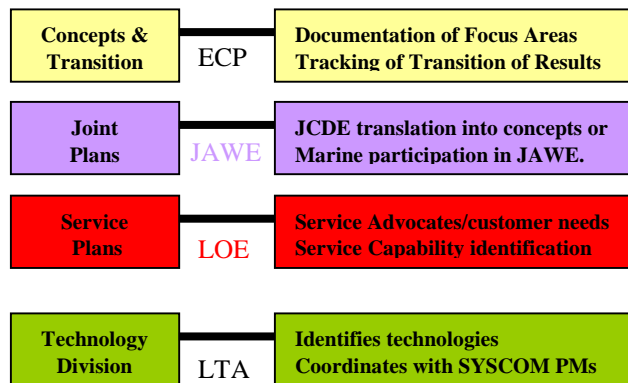 Concepts &
Transition
ECP
Documentation of Focus Areas
Tracking of Transition of Results
Joint
Plans
JAWE
JCDE translation into concepts or
Marine participation in JAWE.
Service
Plans
LOE
Service Advocates/customer needs
Service Capability identification
Technology
Division
LTA
Identifies technologies
Coordinates with SYSCOM PMs